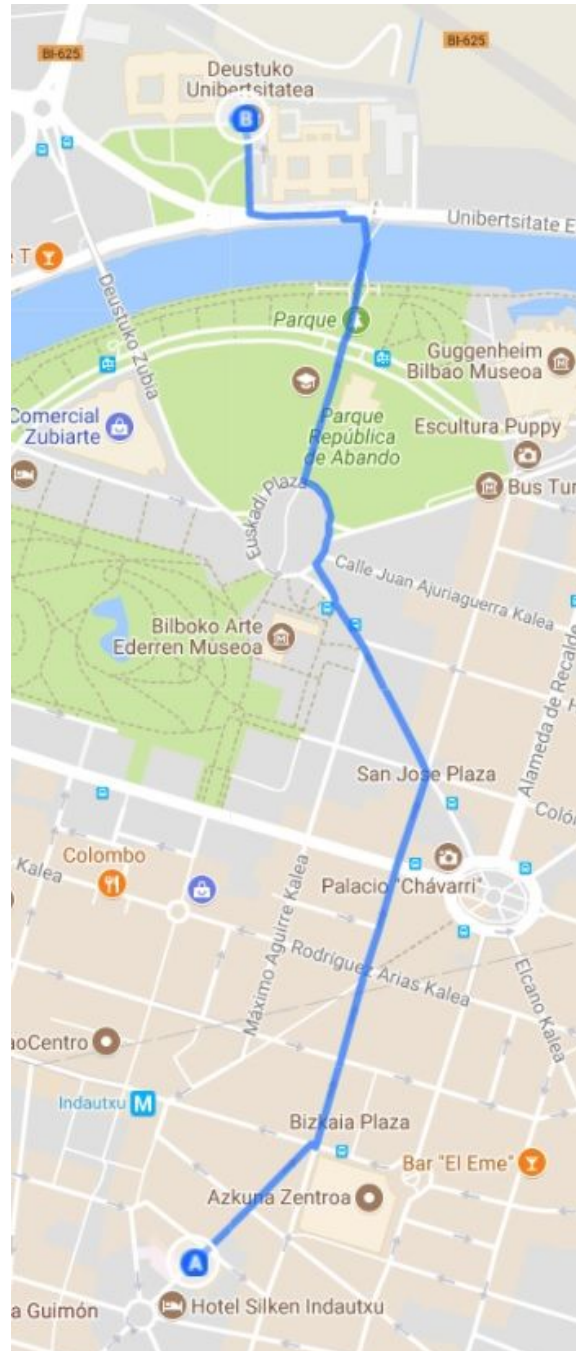 BI-625
BI-625
Deustuko
Unibertsitatea
B
Unibertsitate E
e T
Deustuko Zubia
Parque
Guggenheim
Bilbao Museoa
Comercial
Zubiarte
Parque
República
de Abando
Escultura Puppy
Bus Tur
Euskadi Plaza
Calle Juan Ajuriaguerra Kalea
Bilboko Arte
Ederren Museoa
Alameda de Recalde
San Jose Plaza
Coló
Colombo
Palacio "Chávarri"
Kalea
Máximo Aguirre Kalea
Rodríguez Arias Kalea
Elcano Kalea
aoCentro
Indautxu M
Bizkaia Plaza
Bar "El Eme"
Azkuna Zentroa
A
a Guimón
Hotel Silken Indautxu